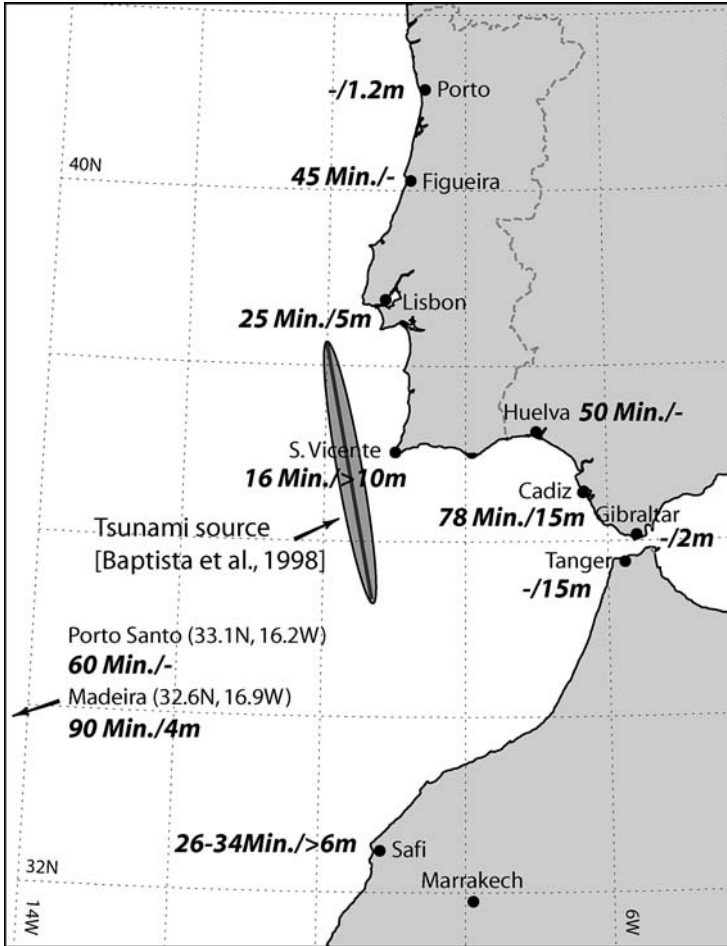 -/1.2m
Porto
40N
45 Min./-
Figueira
Lisbon
25 Min./5m
Huelva 50 Min./-
S. Vicente
16 Min./>10m
Cadiz
78 Min./15m
Gibraltar
-/2m
Tsunami source
[Baptista et al., 1998]
Tanger
-/15m
Porto Santo (33.1N, 16.2W)
60 Min./-
Madeira (32.6N, 16.9W)
90 Min./4m
26-34Min./>6m
Safi
32N
Marrakech
14W
6W